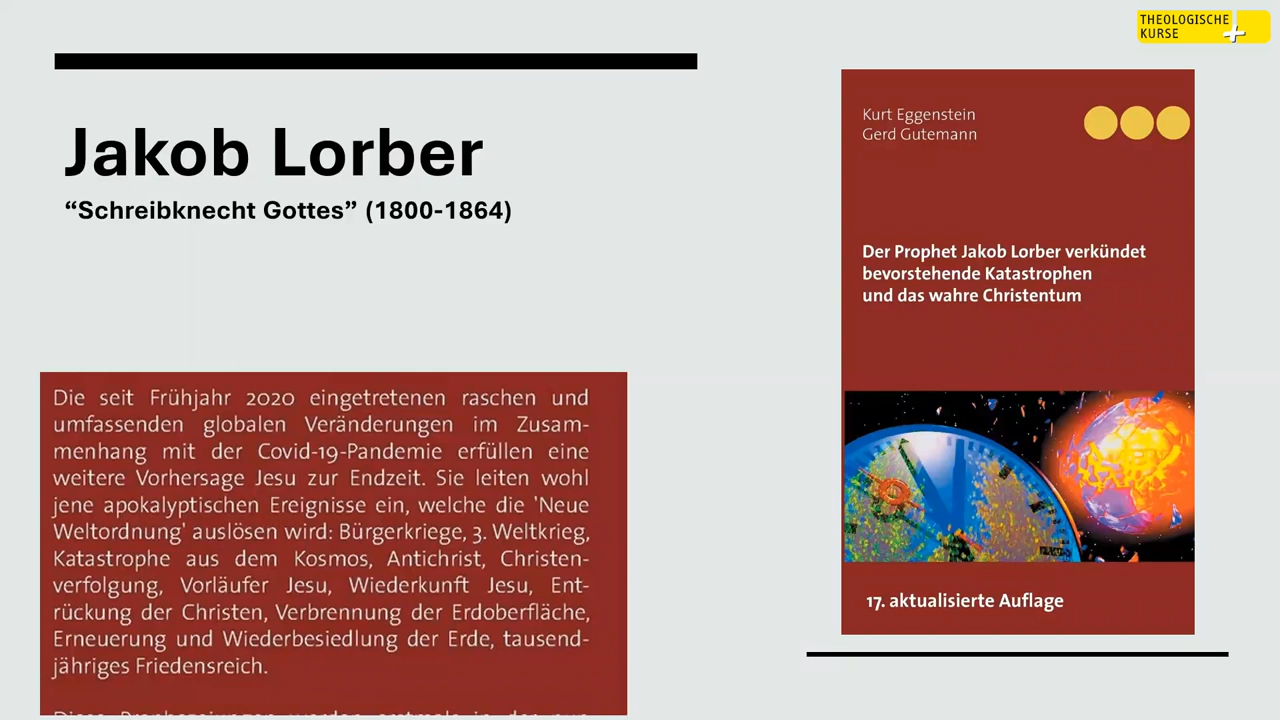 THEOLOGISCHE
KURSE
Jakob Lorber
“Schreibknecht Gottes” (1800-1864)
Kurt Eggenstein
Gerd Gutemann
Der Prophet Jakob Lorber verkündet
bevorstehende Katastrophen
und das wahre Christentum
17. aktualisierte Auflage
Die seit Frühjahr 2020 eingetretenen raschen und
umfassenden globalen Veränderungen im Zusam-
menhang mit der Covid-19-Pandemie erfüllen eine
weitere Vorhersage Jesu zur Endzeit. Sie leiten wohl
jene apokalyptischen Ereignisse ein, welche die 'Neue
Weltordnung' auslösen wird: Bürgerkriege, 3. Weltkrieg,
Katastrophe aus dem Kosmos, Antichrist, Christen-
verfolgung, Vorläufer Jesu, Wiederkunft Jesu, Ent-
rückung der Christen, Verbrennung der Erdoberfläche,
Erneuerung und Wiederbesiedlung der Erde, tausend-
jähriges Friedensreich.